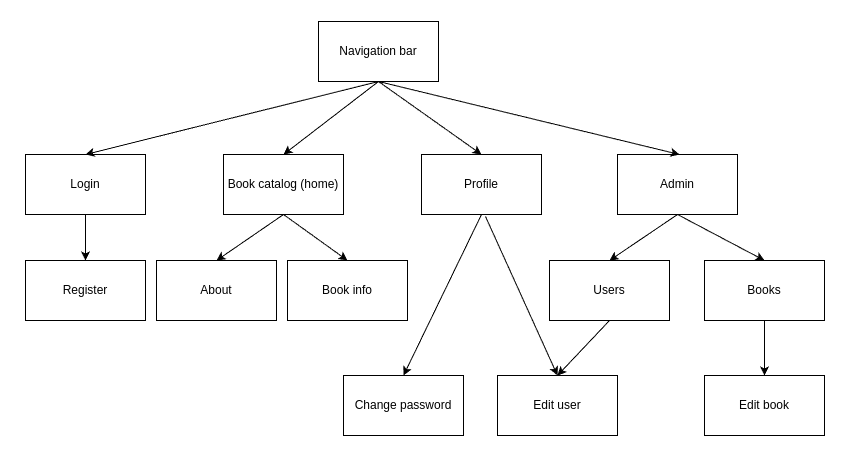 Navigation bar
Login
Book catalog (home)
Profile
Admin
Register
About
Book info
Users
Books
Change password
Edit user
Edit book